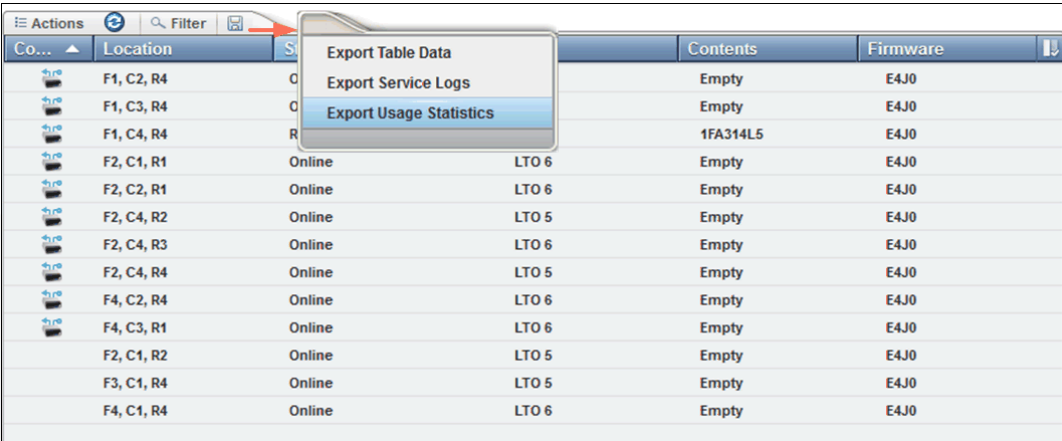 Actions Filter
Co... Location St Contents Firmware
Export Table Data
Export Service Logs
Export Usage Statistics
F1, C2, R4 O Empty E4J0
F1, C3, R4 O Empty E4J0
F1, C4, R4 R 1FA314L5 E4J0
F2, C1, R1 Online LTO 6 Empty E4J0
F2, C2, R1 Online LTO 6 Empty E4J0
F2, C4, R2 Online LTO 5 Empty E4J0
F2, C4, R3 Online LTO 6 Empty E4J0
F2, C4, R4 Online LTO 5 Empty E4J0
F4, C2, R4 Online LTO 6 Empty E4J0
F4, C3, R1 Online LTO 6 Empty E4J0
F2, C1, R2 Online LTO 5 Empty E4J0
F3, C1, R4 Online LTO 5 Empty E4J0
F4, C1, R4 Online LTO 6 Empty E4J0